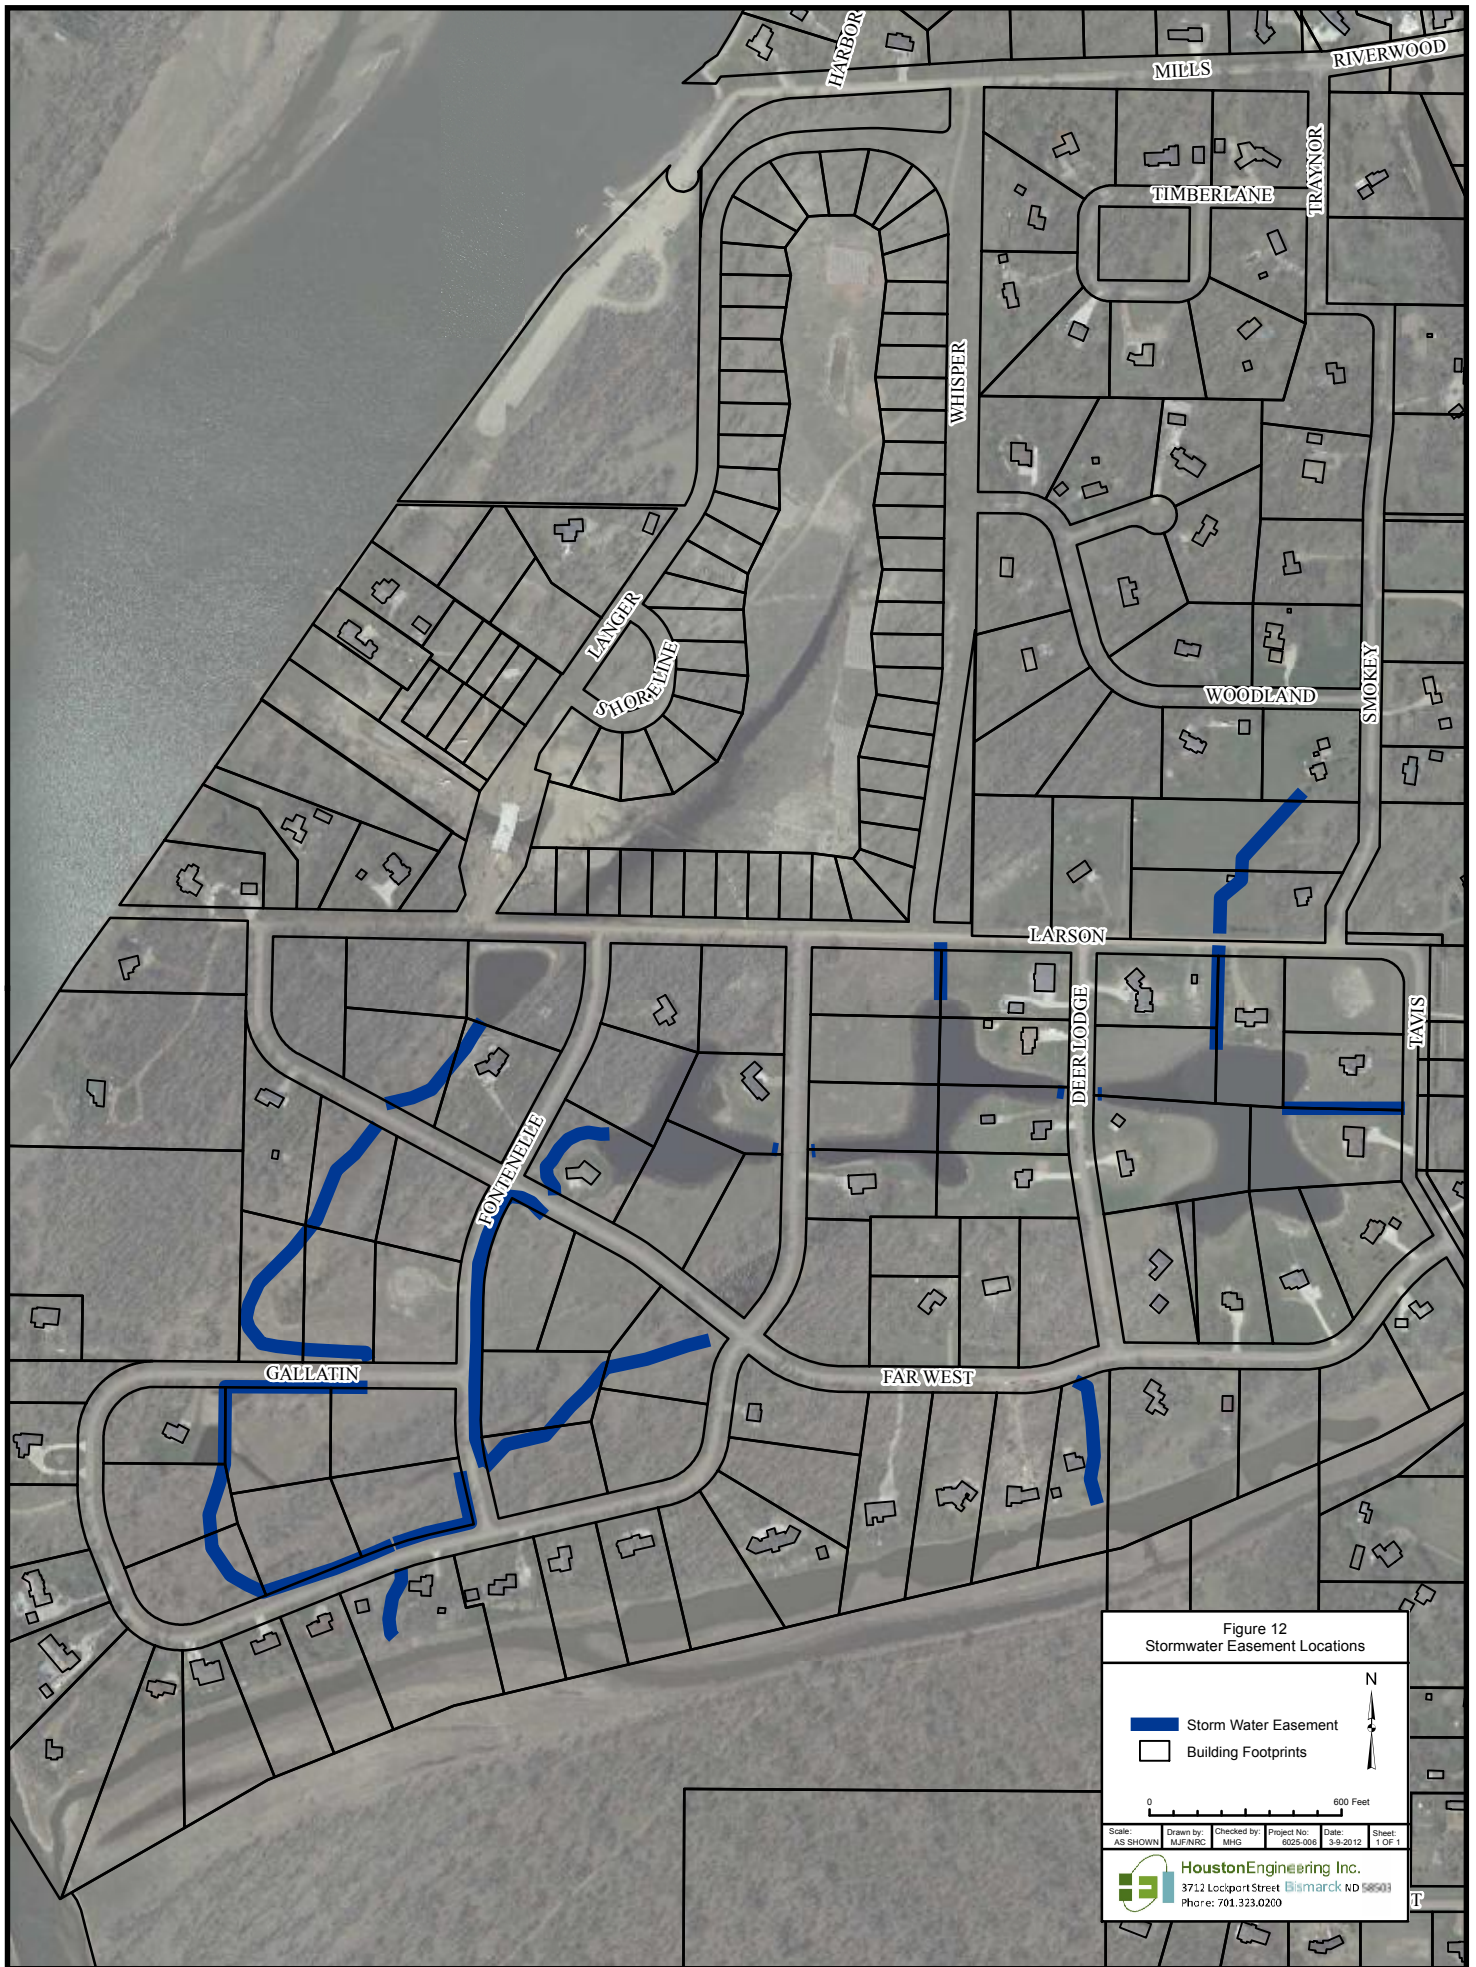 HARBOR
MILLS
RIVERWOOD
TRAYNOR
TIMBERLANE
WHISPER
LANGER
SHORELINE
WOODLAND
SMOKEY
LARSON
DEER LODGE
TAVIS
FONTENELLE
GALLATIN
FAR WEST
Figure 12
Stormwater Easement Locations
N
Storm Water Easement
Building Footprints
0 600 Feet
Scale: AS SHOWN
Drawn by: MJF/NRC
Checked by: MHG
Project No: 6025-006
Date: 3-9-2012
Sheet: 1 OF 1
HoustonEngineering Inc.
3712 Lockport Street Bismarck ND 58503
Phone: 701.323.0200
T